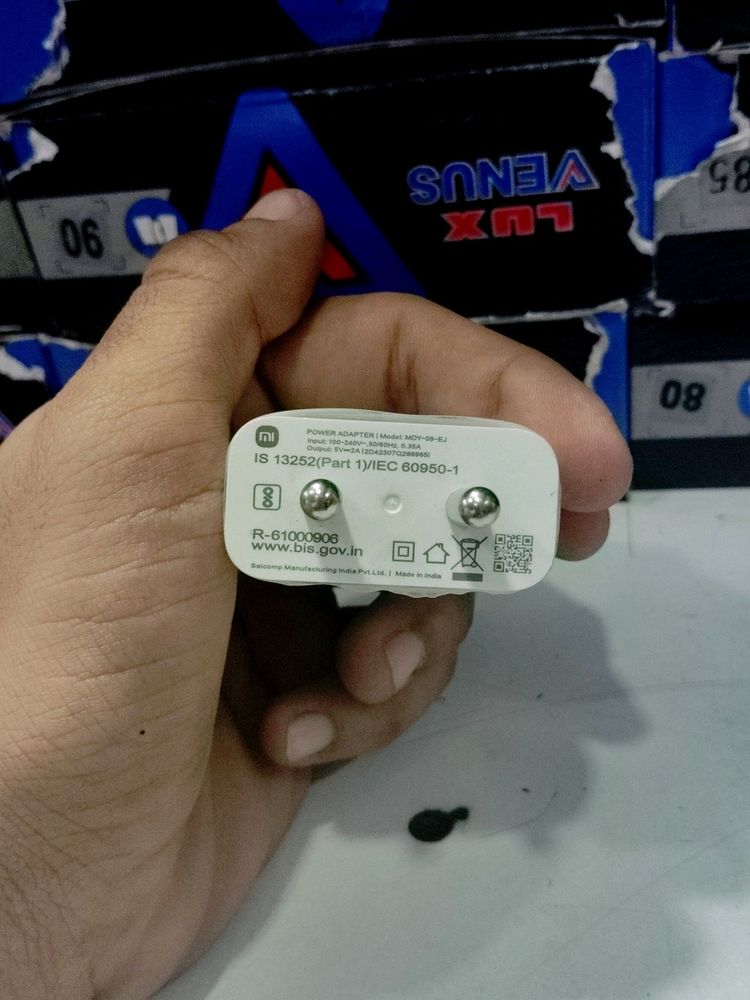 VENUS
LUX
90
85
80
mi
POWER ADAPTER | Model: MDY-09-EJ
Input: 100-240V~,50/60Hz, 0.35A
Output: 5V⎓2A
IS 13252(Part 1)/IEC 60950-1
R-61000906
www.bis.gov.in
Salcomp Manufacturing India Pvt.Ltd. | Made in India